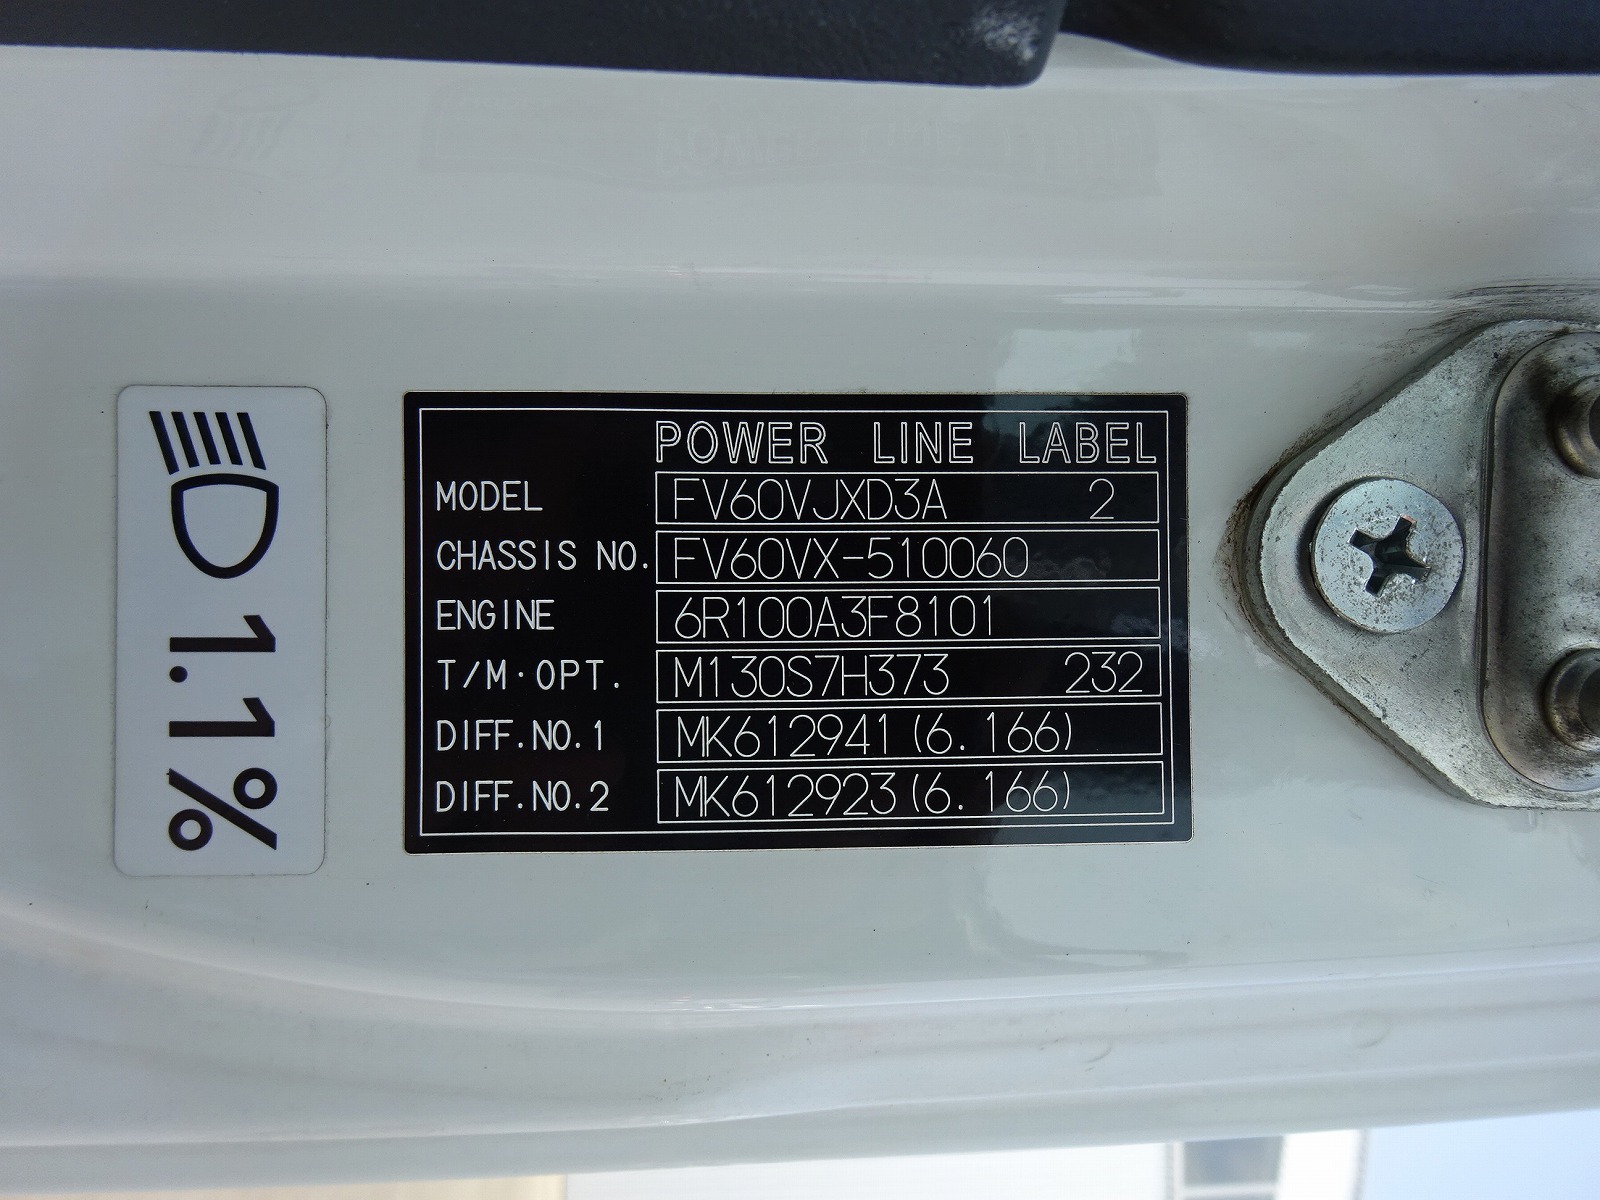 POWER LINE LABEL
MODEL FV60VJXD3A 2
CHASSIS NO. FV60VX-510060
ENGINE 6R100A3F8101
T/M·OPT. M130S7H373 232
DIFF.NO.1 MK612941(6.166)
DIFF.NO.2 MK612923(6.166)
1.1%